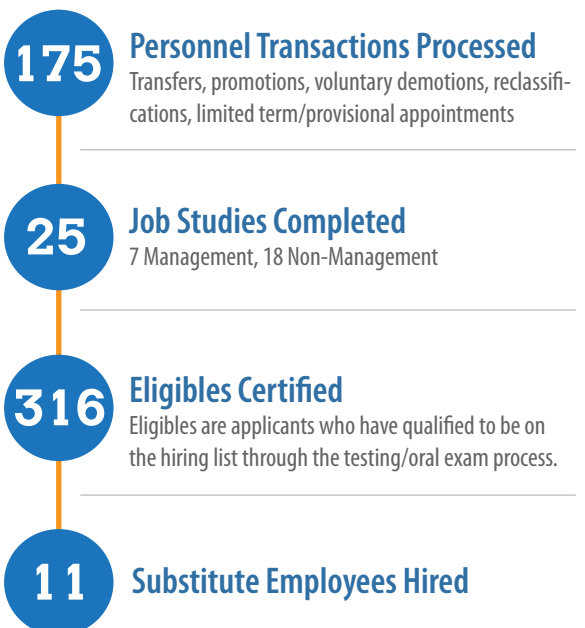 175
Personnel Transactions Processed
Transfers, promotions, voluntary demotions, reclassifi-
cations, limited term/provisional appointments
25
Job Studies Completed
7 Management, 18 Non-Management
316
Eligibles Certified
Eligibles are applicants who have qualified to be on
the hiring list through the testing/oral exam process.
11
Substitute Employees Hired